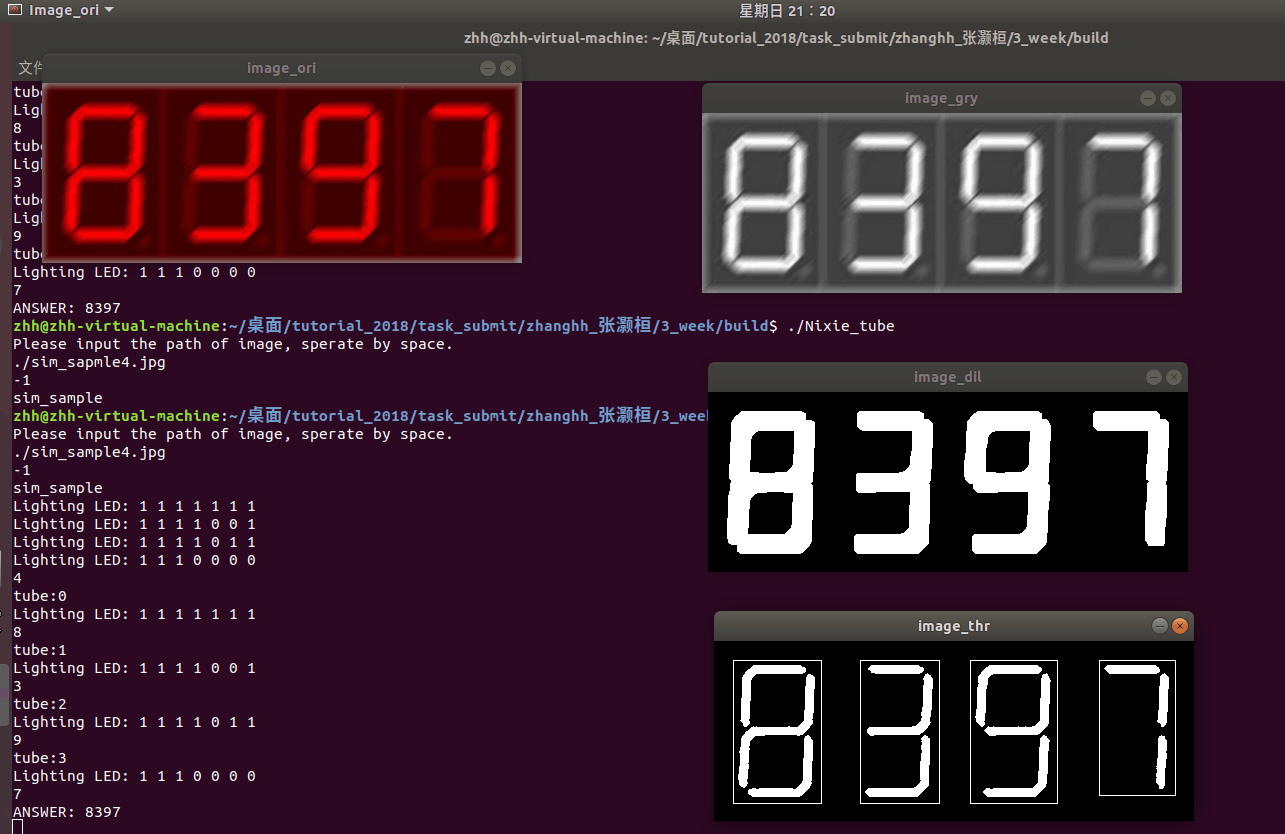 Image_ori
星期日 21：20
zhh@zhh-virtual-machine: ~/桌面/tutorial_2018/task_submit/zhanghh_张灏桓/3_week/build
文件
image_ori
8397
image_gry
8397
image_dil
8397
image_thr
8397
tube
Ligh
8
tube
Ligh
3
tube
Ligh
9
tube
Lighting LED: 1 1 1 0 0 0 0
7
ANSWER: 8397
zhh@zhh-virtual-machine:~/桌面/tutorial_2018/task_submit/zhanghh_张灏桓/3_week/build$ ./Nixie_tube
Please input the path of image, sperate by space.
./sim_sapmle4.jpg
-1
sim_sample
zhh@zhh-virtual-machine:~/桌面/tutorial_2018/task_submit/zhanghh_张灏桓/3_week
Please input the path of image, sperate by space.
./sim_sample4.jpg
-1
sim_sample
Lighting LED: 1 1 1 1 1 1 1
Lighting LED: 1 1 1 1 0 0 1
Lighting LED: 1 1 1 1 0 1 1
Lighting LED: 1 1 1 0 0 0 0
4
tube:0
Lighting LED: 1 1 1 1 1 1 1
8
tube:1
Lighting LED: 1 1 1 1 0 0 1
3
tube:2
Lighting LED: 1 1 1 1 0 1 1
9
tube:3
Lighting LED: 1 1 1 0 0 0 0
7
ANSWER: 8397